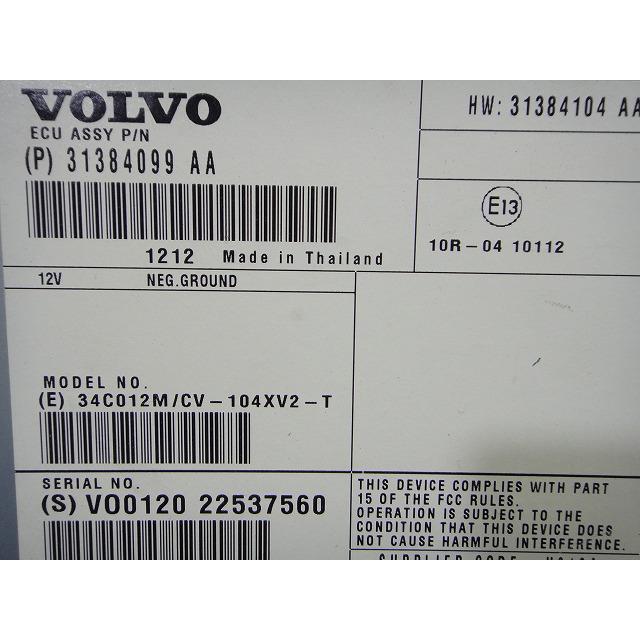 VOLVO
ECU ASSY P/N
(P) 31384099 AA
HW: 31384104 AA
E13
10R-04 10112
1212 Made in Thailand
12V NEG.GROUND
MODEL NO.
(E) 34C012M/CV-104XV2-T
SERIAL NO.
(S) VO0120 22537560
THIS DEVICE COMPLIES WITH PART
15 OF THE FCC RULES.
OPERATION IS SUBJECT TO THE
CONDITION THAT THIS DEVICE DOES
NOT CAUSE HARMFUL INTERFERENCE.
SUPPLIER CODE